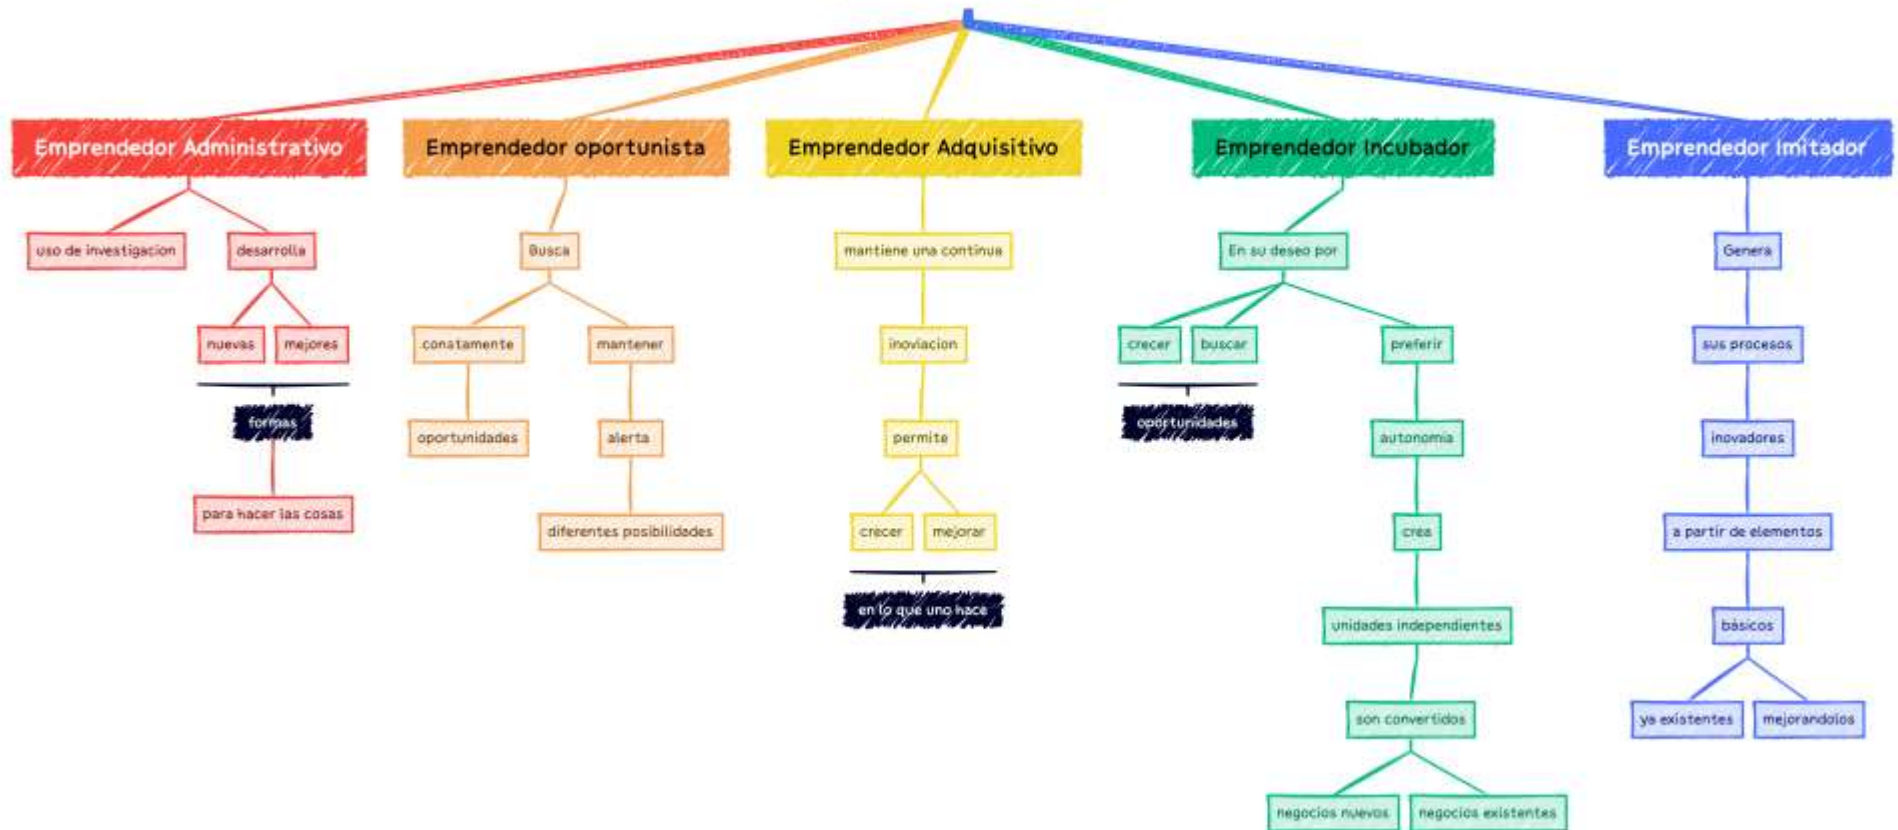 Emprendedor Administrativo
uso de investigacion
desarrolla
nuevas
mejores
formas
para hacer las cosas
Emprendedor oportunista
Busca
conatamente
mantener
oportunidades
alerta
diferentes posibilidades
Emprendedor Adquisitivo
mantiene una continua
inoviacion
permite
crecer
mejorar
en lo que uno hace
Emprendedor Incubador
En su deseo por
crecer
buscar
preferir
oportunidades
autonomia
crea
unidades independientes
son convertidos
negocios nuevos
negocios existentes
Emprendedor Imitador
Genera
sus procesos
inovadores
a partir de elementos
básicos
ya existentes
mejorandolos